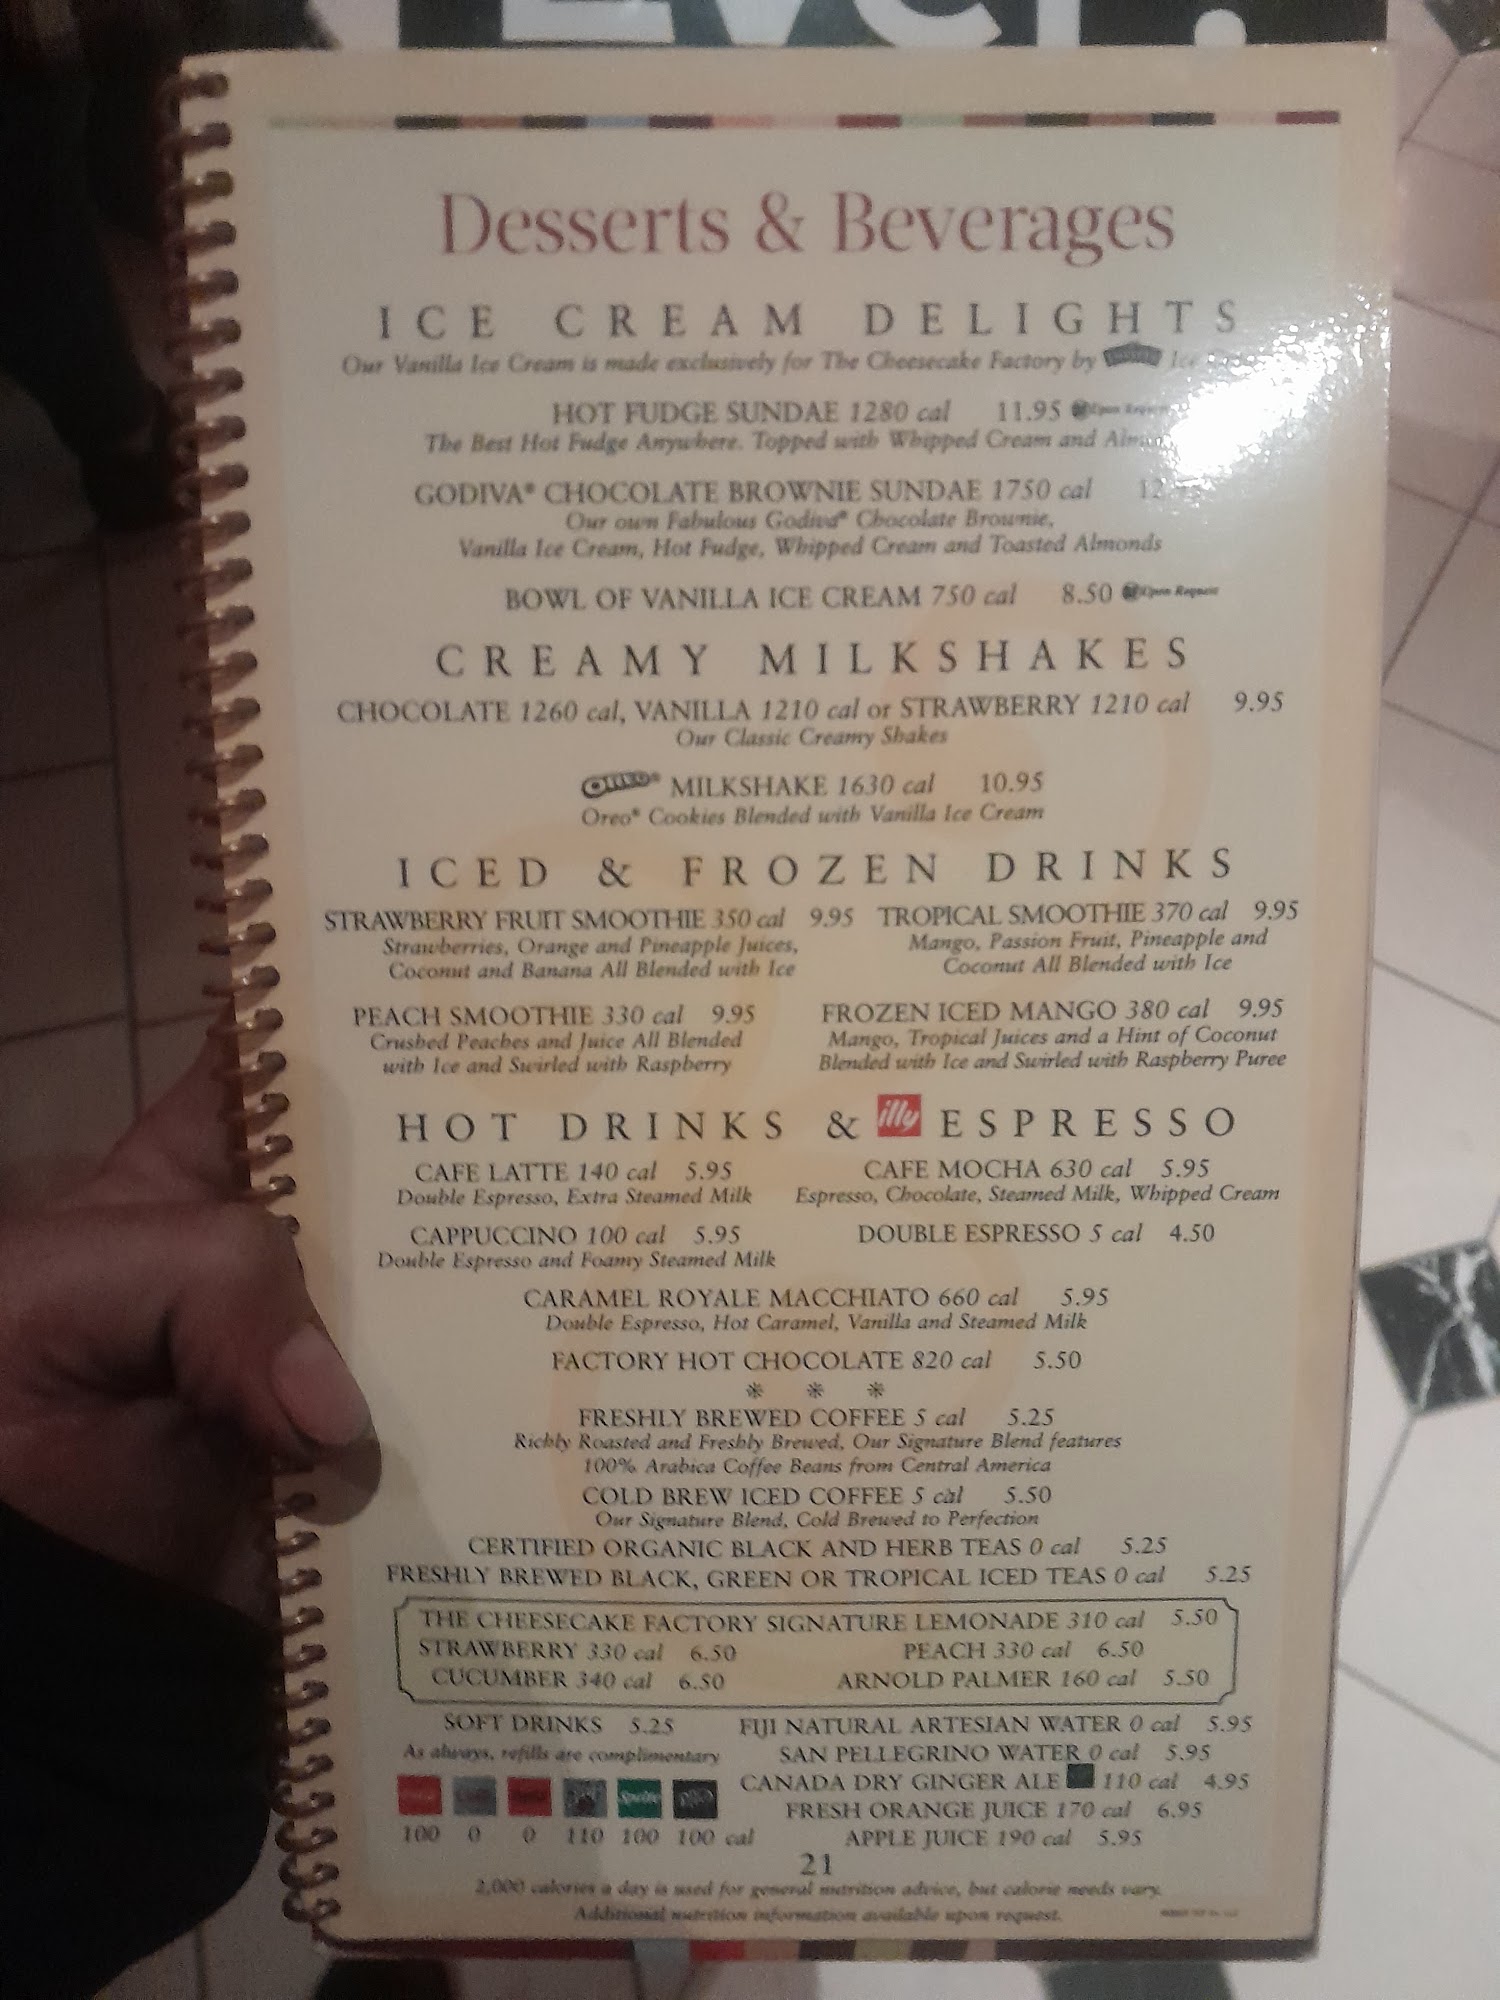 Desserts & Beverages
ICE CREAM DELIGHTS
Our Vanilla Ice Cream is made exclusively for The Cheesecake Factory by
HOT FUDGE SUNDAE 1280 cal 11.95 Upon Request
The Best Hot Fudge Anywhere. Topped with Whipped Cream and
GODIVA® CHOCOLATE BROWNIE SUNDAE 1750 cal
Our own Fabulous Godiva® Chocolate Brownie,
Vanilla Ice Cream, Hot Fudge, Whipped Cream and Toasted Almonds
BOWL OF VANILLA ICE CREAM 750 cal 8.50 Upon Request
CREAMY MILKSHAKES
CHOCOLATE 1260 cal, VANILLA 1210 cal or STRAWBERRY 1210 cal 9.95
Our Classic Creamy Shakes
OREO® MILKSHAKE 1630 cal 10.95
Oreo® Cookies Blended with Vanilla Ice Cream
ICED & FROZEN DRINKS
STRAWBERRY FRUIT SMOOTHIE 350 cal 9.95
Strawberries, Orange and Pineapple Juices,
Coconut and Banana All Blended with Ice
TROPICAL SMOOTHIE 370 cal 9.95
Mango, Passion Fruit, Pineapple and
Coconut All Blended with Ice
PEACH SMOOTHIE 330 cal 9.95
Crushed Peaches and Juice All Blended
with Ice and Swirled with Raspberry
FROZEN ICED MANGO 380 cal 9.95
Mango, Tropical Juices and a Hint of Coconut
Blended with Ice and Swirled with Raspberry Puree
HOT DRINKS & illy ESPRESSO
CAFE LATTE 140 cal 5.95
Double Espresso, Extra Steamed Milk
CAFE MOCHA 630 cal 5.95
Espresso, Chocolate, Steamed Milk, Whipped Cream
CAPPUCCINO 100 cal 5.95
Double Espresso and Foamy Steamed Milk
DOUBLE ESPRESSO 5 cal 4.50
CARAMEL ROYALE MACCHIATO 660 cal 5.95
Double Espresso, Hot Caramel, Vanilla and Steamed Milk
FACTORY HOT CHOCOLATE 820 cal 5.50
* * *
FRESHLY BREWED COFFEE 5 cal 5.25
Richly Roasted and Freshly Brewed, Our Signature Blend features
100% Arabica Coffee Beans from Central America
COLD BREW ICED COFFEE 5 cal 5.50
Our Signature Blend, Cold Brewed to Perfection
CERTIFIED ORGANIC BLACK AND HERB TEAS 0 cal 5.25
FRESHLY BREWED BLACK, GREEN OR TROPICAL ICED TEAS 0 cal 5.25
THE CHEESECAKE FACTORY SIGNATURE LEMONADE 310 cal 5.50
STRAWBERRY 330 cal 6.50
PEACH 330 cal 6.50
CUCUMBER 340 cal 6.50
ARNOLD PALMER 160 cal 5.50
SOFT DRINKS 5.25
As always, refills are complimentary
Sprite
100 0 0 110 100 100 cal
FIJI NATURAL ARTESIAN WATER 0 cal 5.95
SAN PELLEGRINO WATER 0 cal 5.95
CANADA DRY GINGER ALE 110 cal 4.95
FRESH ORANGE JUICE 170 cal 6.95
APPLE JUICE 190 cal 5.95
21
2,000 calories a day is used for general nutrition advice, but calorie needs vary.
Additional nutrition information available upon request.